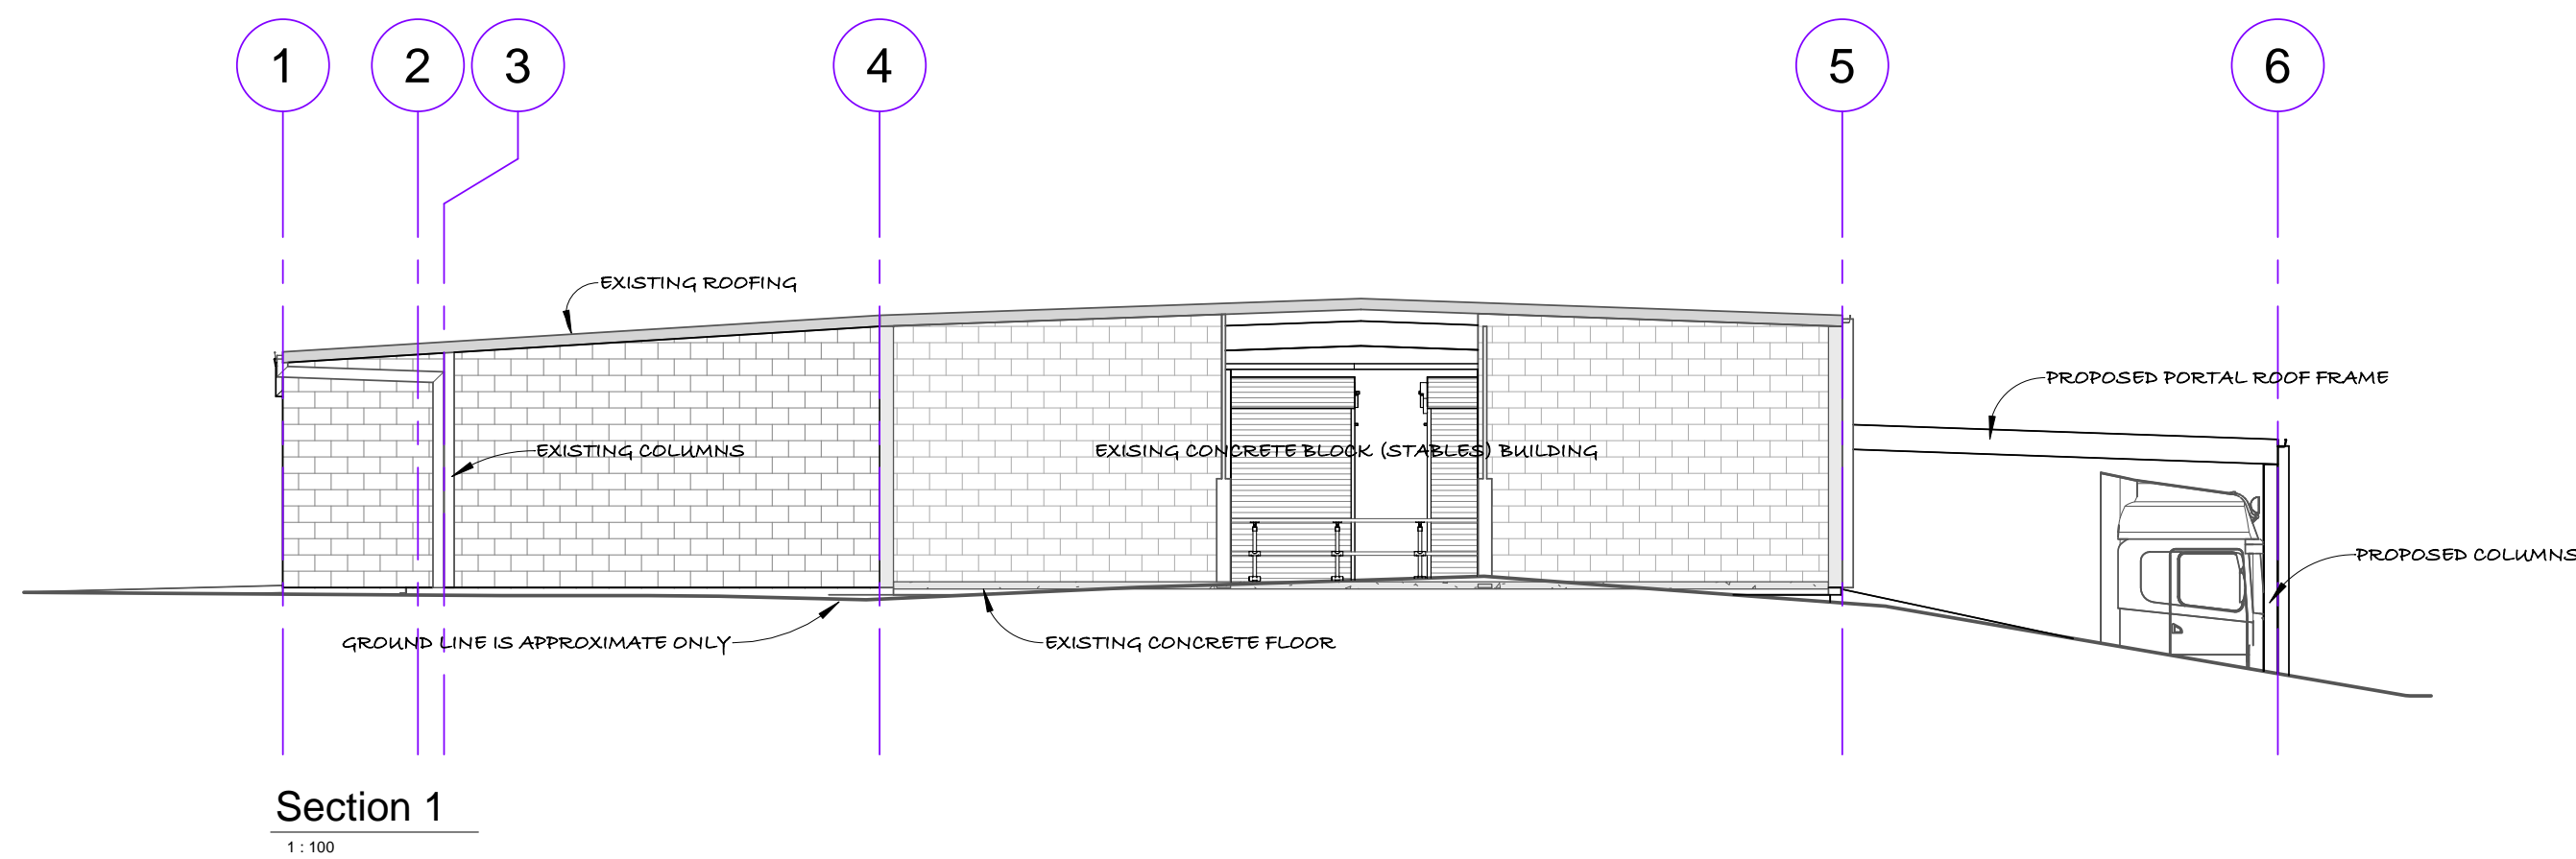 1 2 3 4 5 6
EXISTING ROOFING
PROPOSED PORTAL ROOF FRAME
EXISTING COLUMNS
EXISING CONCRETE BLOCK (STABLES) BUILDING
PROPOSED COLUMNS
GROUND LINE IS APPROXIMATE ONLY
EXISTING CONCRETE FLOOR
Section 1
1 : 100